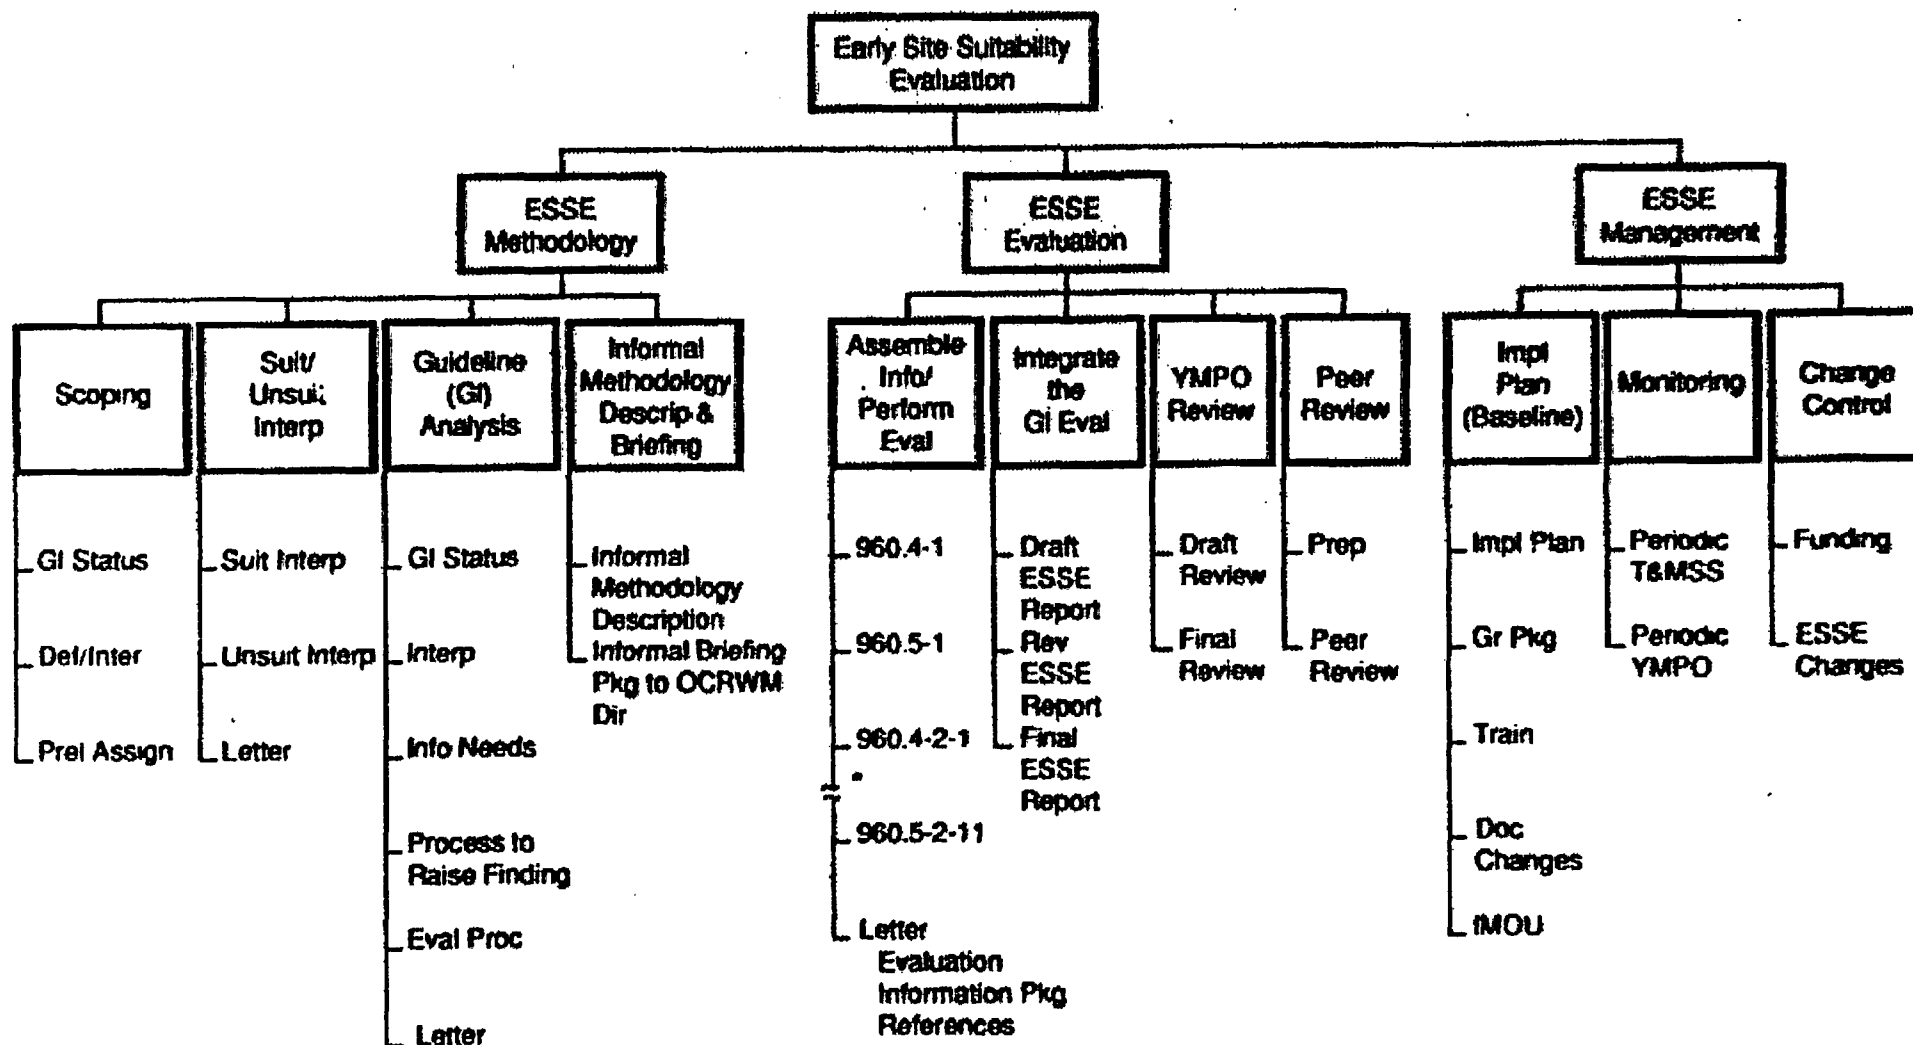 Early Site Suitability
Evaluation
ESSE
Methodology
ESSE
Evaluation
ESSE
Management
Scoping
Suit/
Unsuit
Interp
Guideline
(GI)
Analysis
Informal
Methodology
Descrip &
Briefing
Assemble
Info/
Perform
Eval
Integrate
the
GI Eval
YMPO
Review
Peer
Review
Impl
Plan
(Baseline)
Monitoring
Change
Control
GI Status
Def/Inter
Prel Assign
Suit Interp
Unsuit Interp
Letter
GI Status
Interp
Info Needs
Process to
Raise Finding
Eval Proc
Letter
Informal
Methodology
Description
Informal Briefing
Pkg to OCRWM
Dir
960.4-1
960.5-1
960.4-2-1
960.5-2-11
Letter
Evaluation
Information Pkg
References
Draft
ESSE
Report
Rev
ESSE
Report
Final
ESSE
Report
Draft
Review
Final
Review
Prep
Peer
Review
Impl Plan
Gr Pkg
Train
Doc
Changes
fMOU
Periodic
T&MSS
Periodic
YMPO
Funding
ESSE
Changes